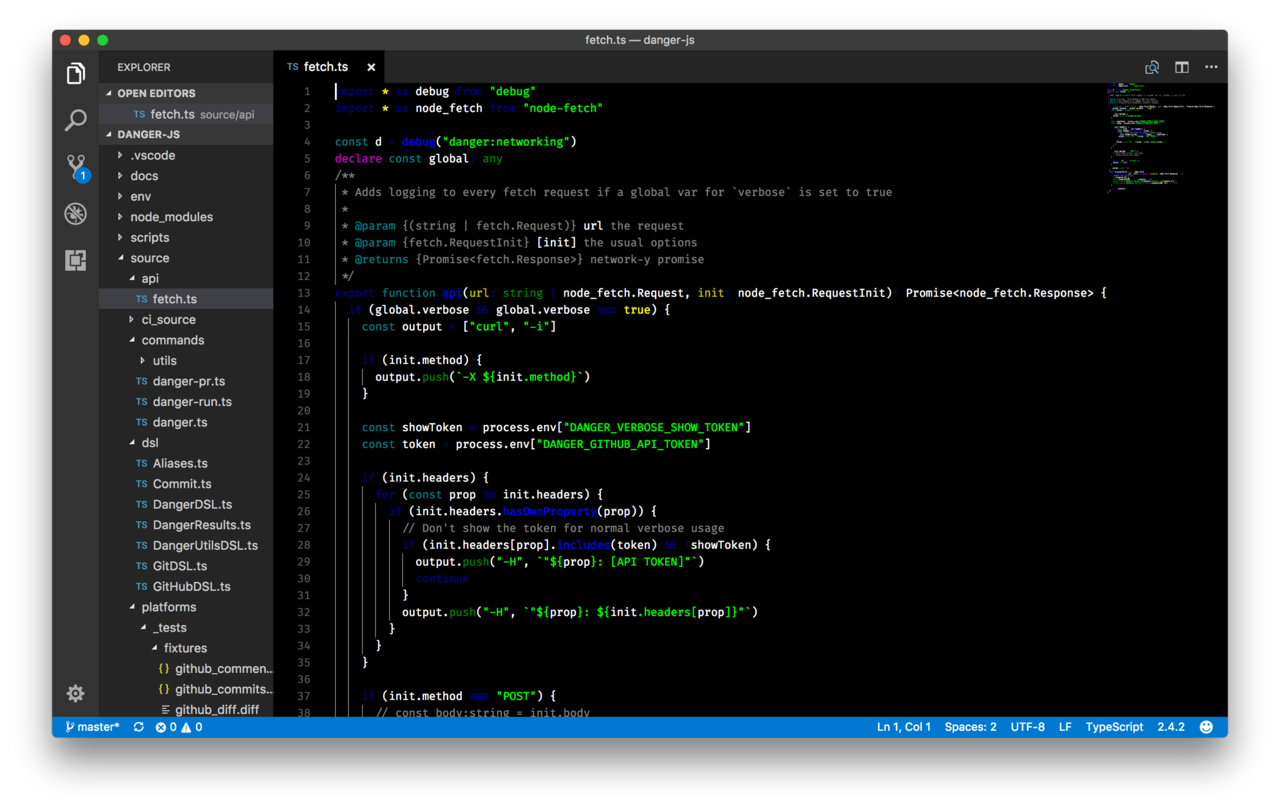 fetch.ts — danger-js
EXPLORER
OPEN EDITORS
TS fetch.ts source/api
DANGER-JS
.vscode
docs
env
node_modules
scripts
source
api
TS fetch.ts
ci_source
commands
utils
TS danger-pr.ts
TS danger-run.ts
TS danger.ts
dsl
TS Aliases.ts
TS Commit.ts
TS DangerDSL.ts
TS DangerResults.ts
TS DangerUtilsDSL.ts
TS GitDSL.ts
TS GitHubDSL.ts
platforms
_tests
fixtures
{} github_commen...
{} github_commits...
github_diff.diff
1
TS fetch.ts ×
1 import * as debug from "debug"
2 import * as node_fetch from "node-fetch"
3
4 const d = debug("danger:networking")
5 declare const global any
6 /**
7 * Adds logging to every fetch request if a global var for `verbose` is set to true
8 *
9 * @param {(string | fetch.Request)} url the request
10 * @param {fetch.RequestInit} [init] the usual options
11 * @returns {Promise<fetch.Response>} network-y promise
12 */
13 export function api(url: string | node_fetch.Request, init: node_fetch.RequestInit) Promise<node_fetch.Response> {
14 if (global.verbose && global.verbose === true) {
15 const output = ["curl", "-i"]
16
17 if (init.method) {
18 output.push(`-X ${init.method}`)
19 }
20
21 const showToken = process.env["DANGER_VERBOSE_SHOW_TOKEN"]
22 const token = process.env["DANGER_GITHUB_API_TOKEN"]
23
24 if (init.headers) {
25 for (const prop in init.headers) {
26 if (init.headers.hasOwnProperty(prop)) {
27 // Don't show the token for normal verbose usage
28 if (init.headers[prop].includes(token) && showToken) {
29 output.push("-H", `"${prop}: [API TOKEN]"`)
30 continue
31 }
32 output.push("-H", `"${prop}: ${init.headers[prop]}"`)
33 }
34 }
35 }
36
37 if (init.method === "POST") {
38 // const body:string = init.body
master* 0 0 Ln 1, Col 1 Spaces: 2 UTF-8 LF TypeScript 2.4.2